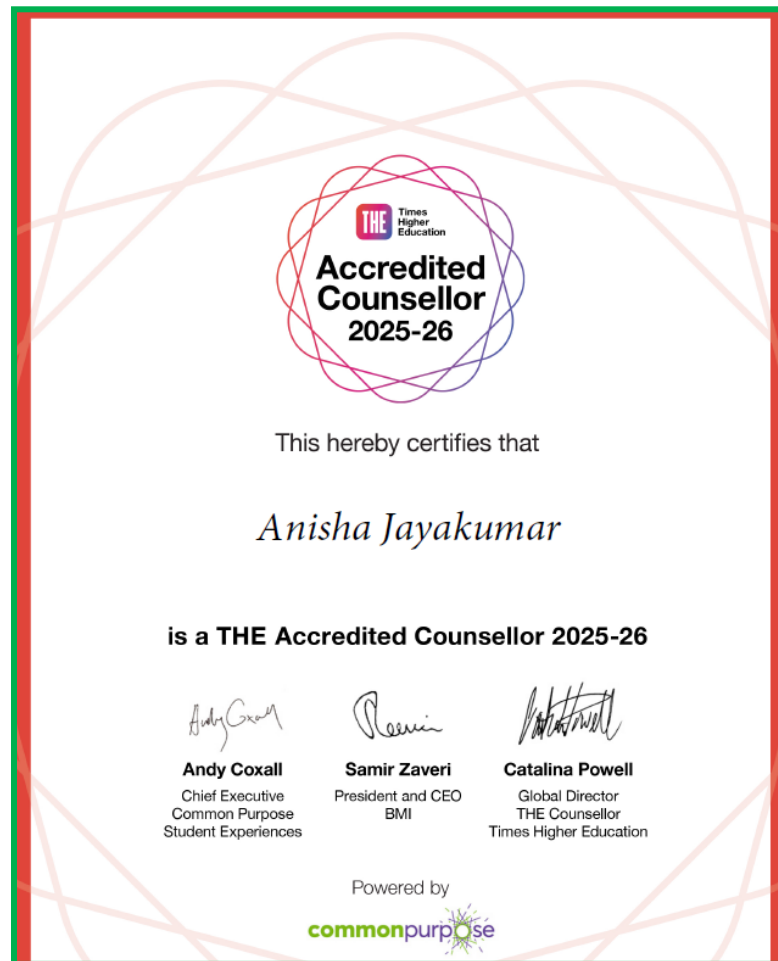 THE Times
Higher
Education
Accredited
Counsellor
2025-26
This hereby certifies that
Anisha Jayakumar
is a THE Accredited Counsellor 2025-26
Andy Coxall
Andy Coxall Samir Zaveri Catalina Powell
Chief Executive President and CEO Global Director
Common Purpose BMI THE Counsellor
Student Experiences Times Higher Education
Powered by
commonpurpose